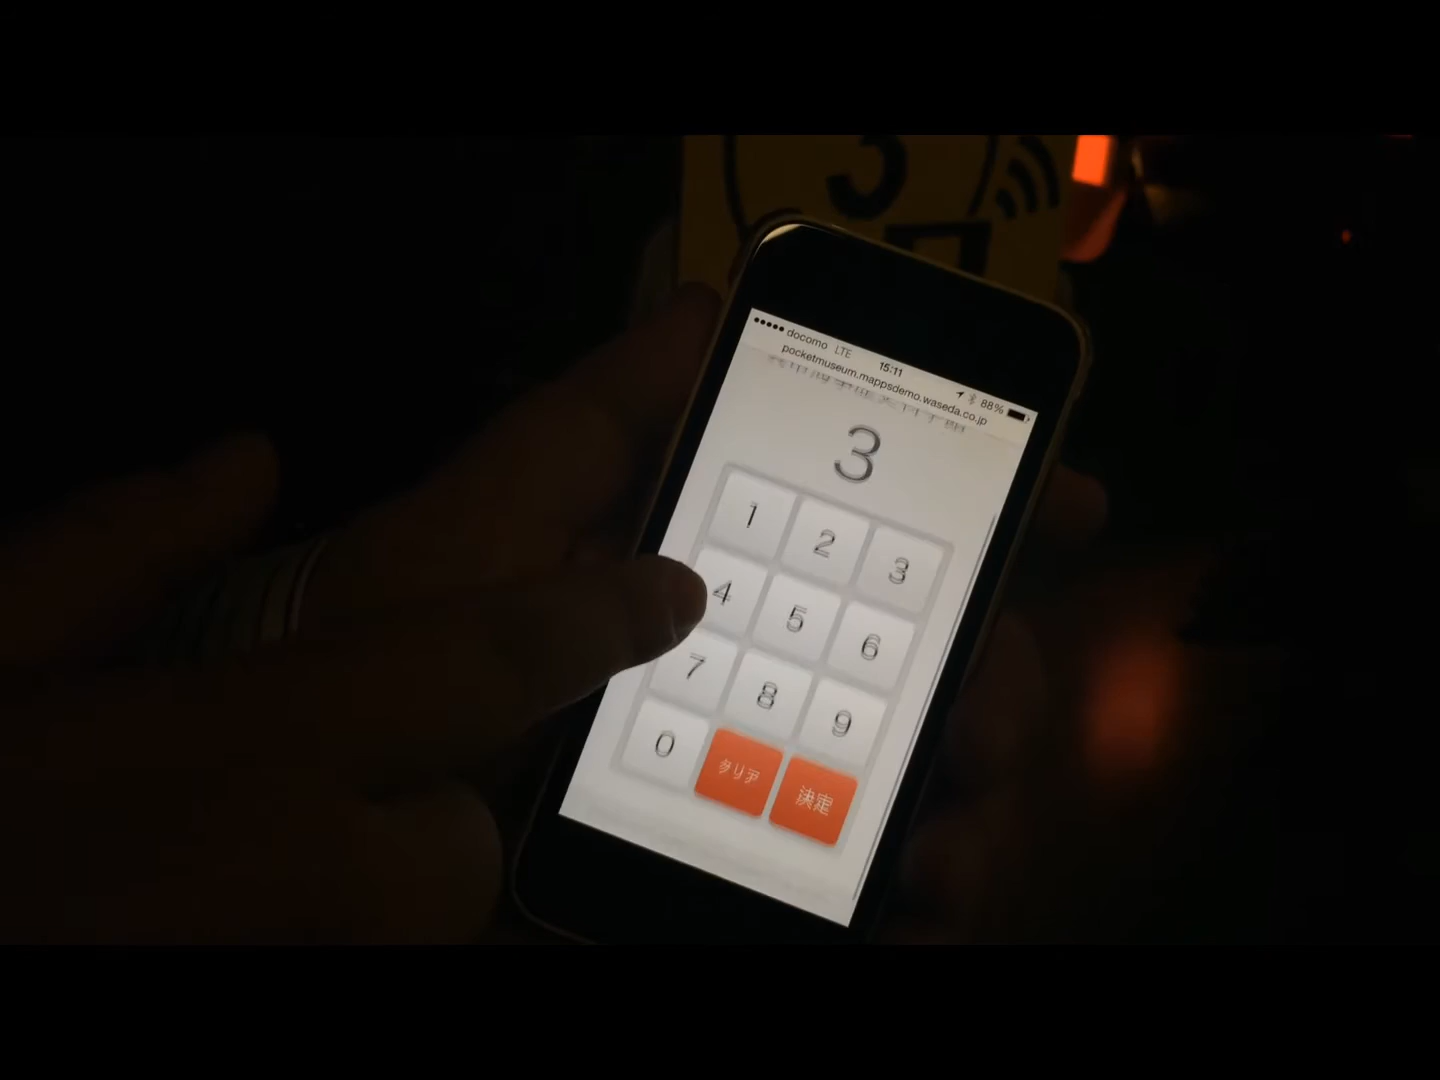 3
docomo LTE 15:11 88%
pocketmuseum.mappsdemo.waseda.co.jp
3
1 2 3
4 5 6
7 8 9
0 クリア 決定